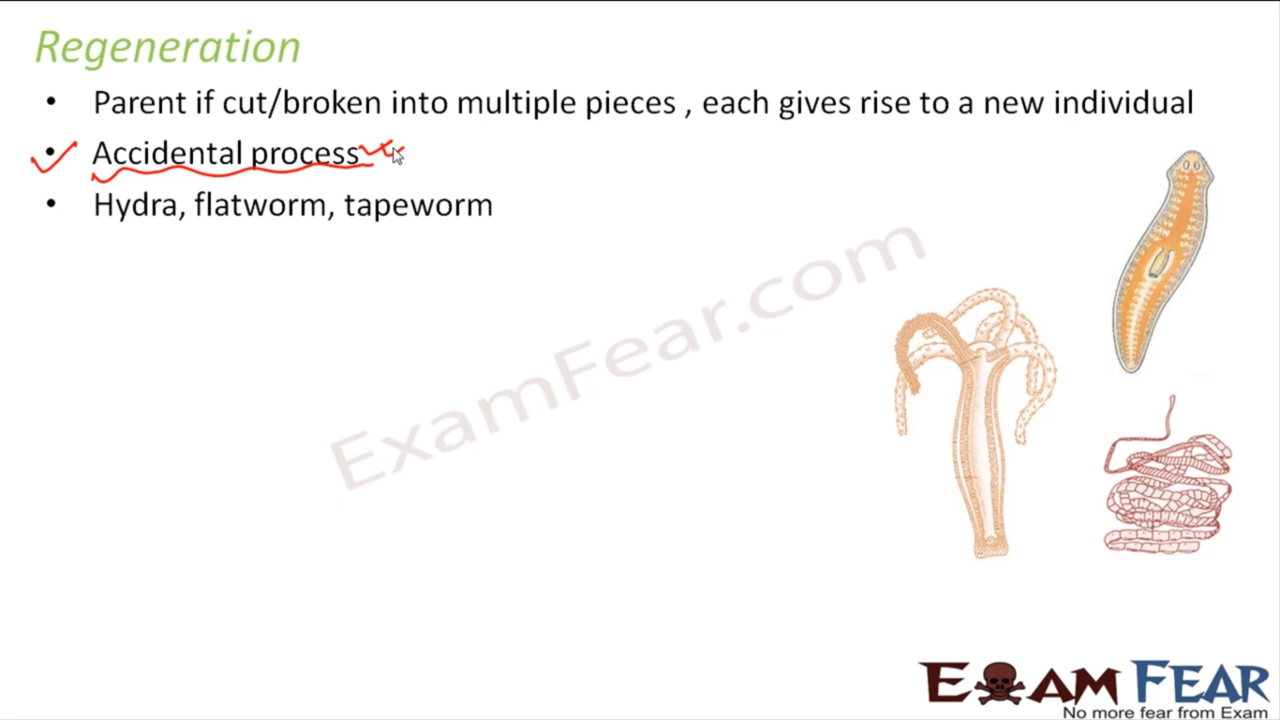 Regeneration
• Parent if cut/broken into multiple pieces , each gives rise to a new individual
• Accidental process
• Hydra, flatworm, tapeworm
ExamFear.com
EXAM FEAR
No more fear from Exam